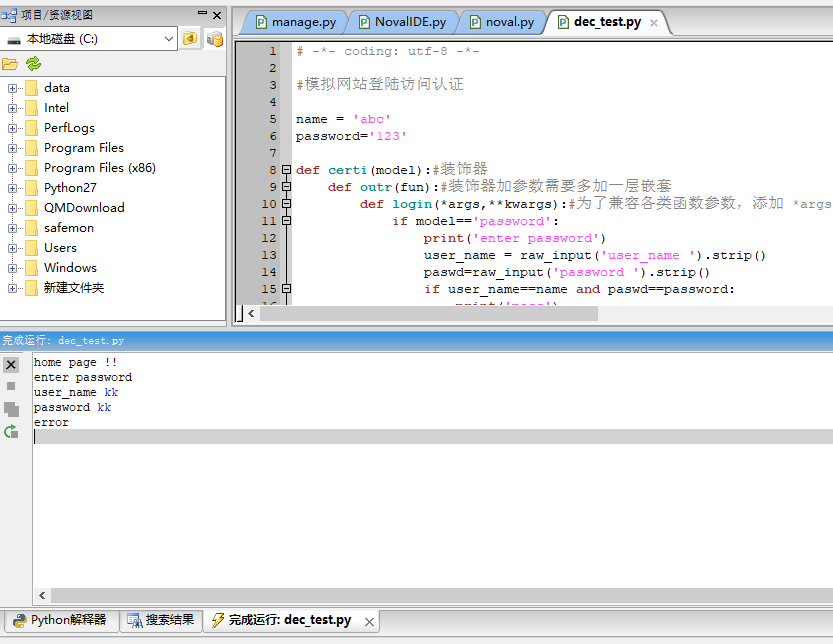 项目/资源视图
本地磁盘 (C:)
data
Intel
PerfLogs
Program Files
Program Files (x86)
Python27
QMDownload
safemon
Users
Windows
新建文件夹
manage.py
NovalIDE.py
noval.py
dec_test.py
1 # -*- coding: utf-8 -*-
2
3 #模拟网站登陆访问认证
4
5 name = 'abc'
6 password='123'
7
8 def certi(model):#装饰器
9 def outr(fun):#装饰器加参数需要多加一层嵌套
10 def login(*args,**kwargs):#为了兼容各类函数参数，添加 *args
11 if model=='password':
12 print('enter password')
13 user_name = raw_input('user_name ').strip()
14 paswd=raw_input('password ').strip()
15 if user_name==name and paswd==password:
完成运行: dec_test.py
home page !!
enter password
user_name kk
password kk
error
Python解释器
搜索结果
完成运行: dec_test.py